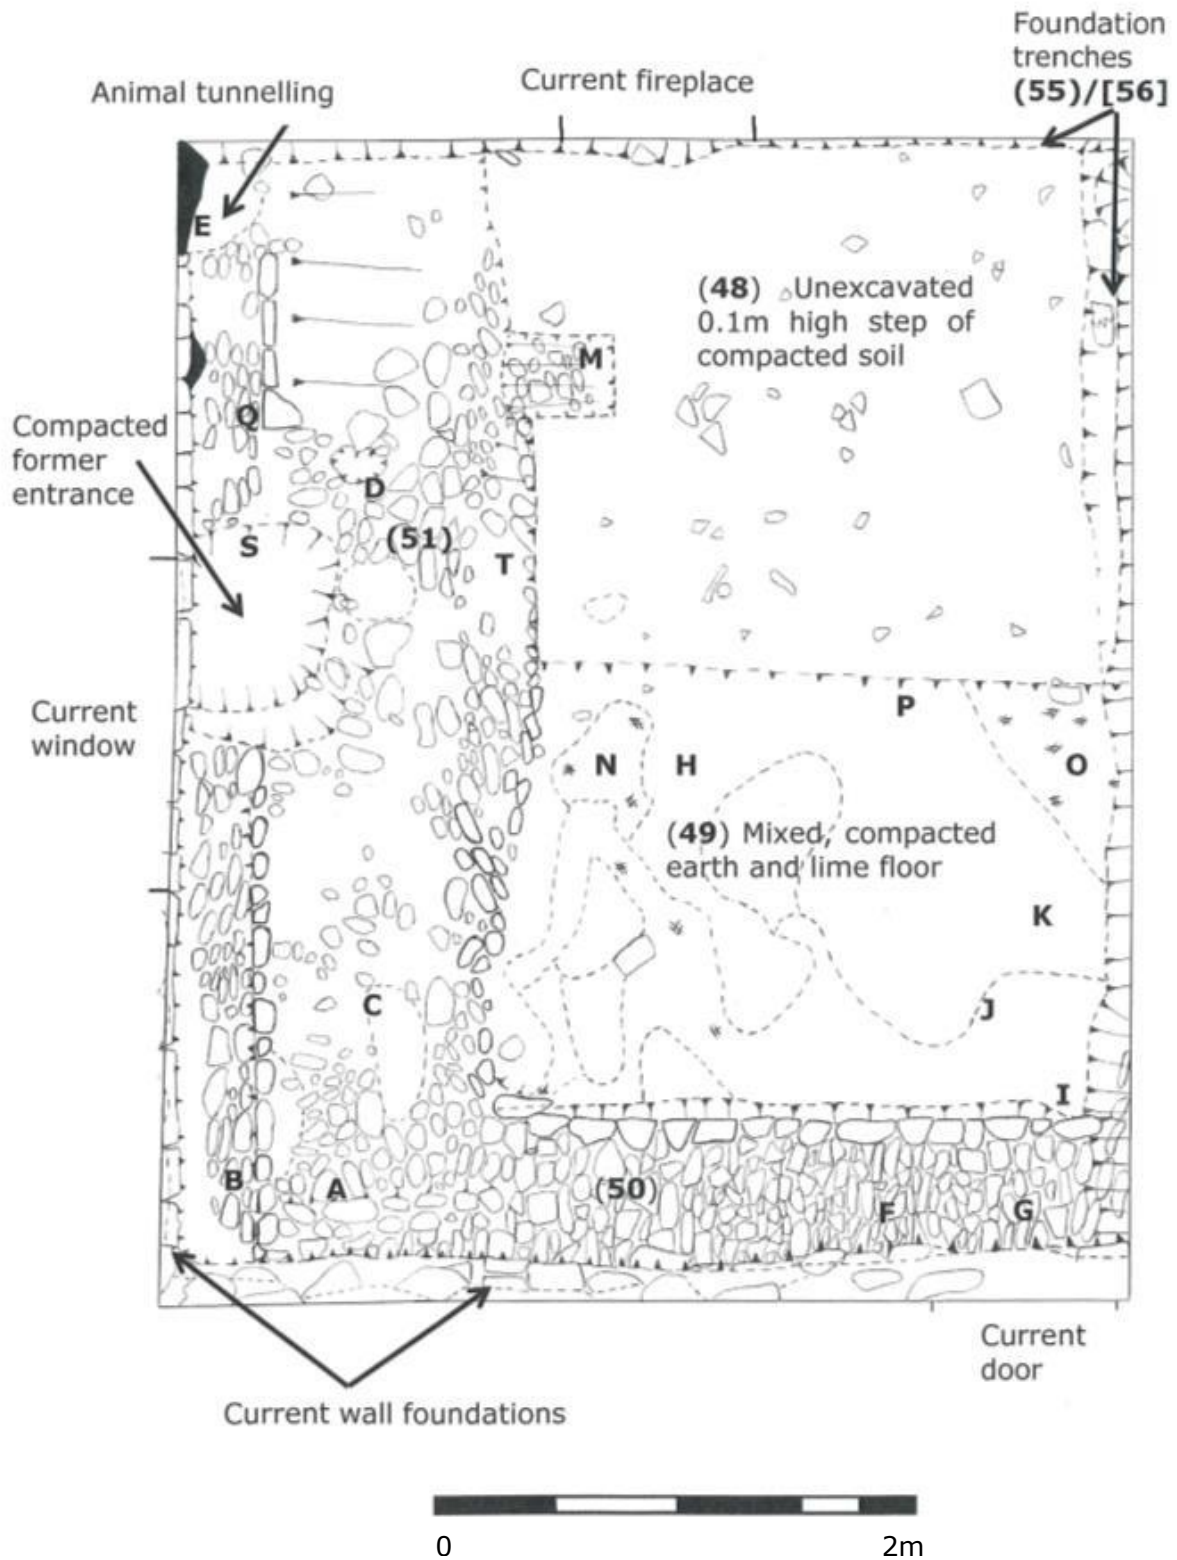 Foundation
trenches
(55)/[56]
Current fireplace
Animal tunnelling
E
(48) Unexcavated
0.1m high step of
compacted soil
M
Compacted
former
entrance
Q
D
(51)
S
T
Current
window
P
N
H
O
(49) Mixed, compacted
earth and lime floor
K
C
J
I
B
A
(50)
F
G
Current
door
Current wall foundations
0
2m